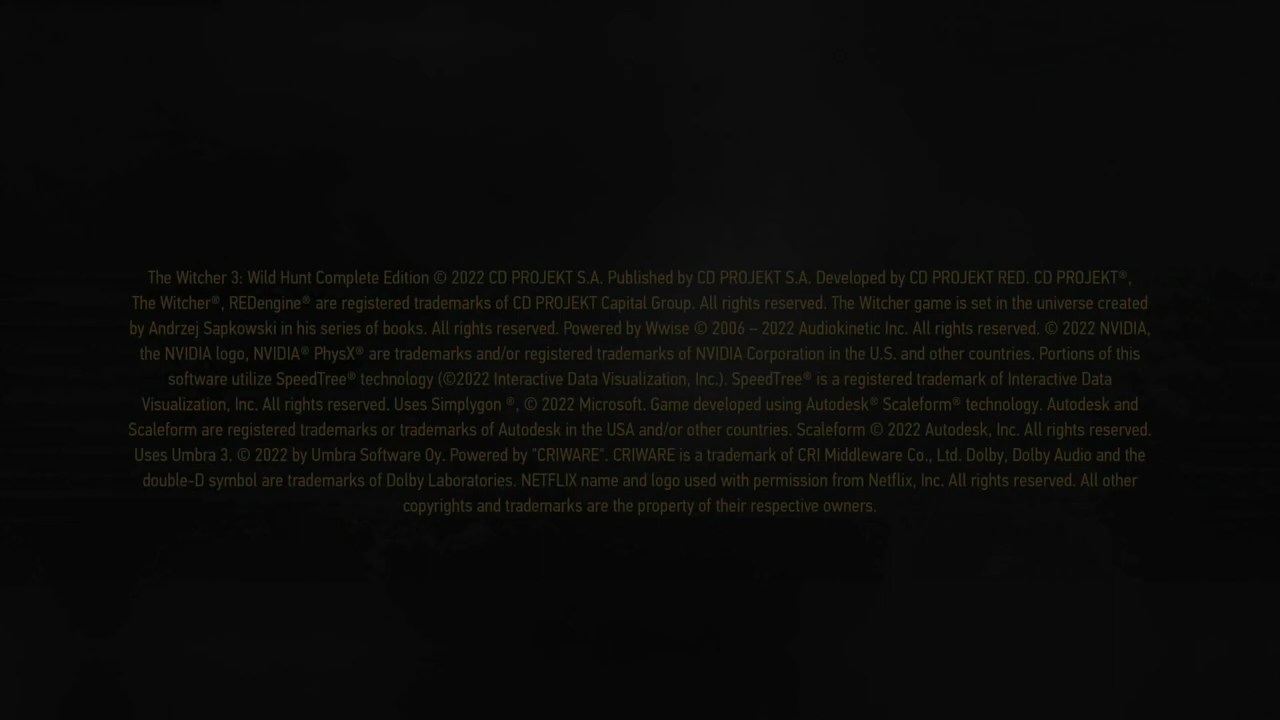 The Witcher 3: Wild Hunt Complete Edition © 2022 CD PROJEKT S.A. Published by CD PROJEKT S.A. Developed by CD PROJEKT RED. CD PROJEKT®,
The Witcher®, REDengine® are registered trademarks of CD PROJEKT Capital Group. All rights reserved. The Witcher game is set in the universe created
by Andrzej Sapkowski in his series of books. All rights reserved. Powered by Wwise © 2006 – 2022 Audiokinetic Inc. All rights reserved. © 2022 NVIDIA,
the NVIDIA logo, NVIDIA® PhysX® are trademarks and/or registered trademarks of NVIDIA Corporation in the U.S. and other countries. Portions of this
software utilize SpeedTree® technology (©2022 Interactive Data Visualization, Inc.). SpeedTree® is a registered trademark of Interactive Data
Visualization, Inc. All rights reserved. Uses Simplygon ®, © 2022 Microsoft. Game developed using Autodesk® Scaleform® technology. Autodesk and
Scaleform are registered trademarks or trademarks of Autodesk in the USA and/or other countries. Scaleform © 2022 Autodesk, Inc. All rights reserved.
Uses Umbra 3. © 2022 by Umbra Software Oy. Powered by "CRIWARE". CRIWARE is a trademark of CRI Middleware Co., Ltd. Dolby, Dolby Audio and the
double-D symbol are trademarks of Dolby Laboratories. NETFLIX name and logo used with permission from Netflix, Inc. All rights reserved. All other
copyrights and trademarks are the property of their respective owners.